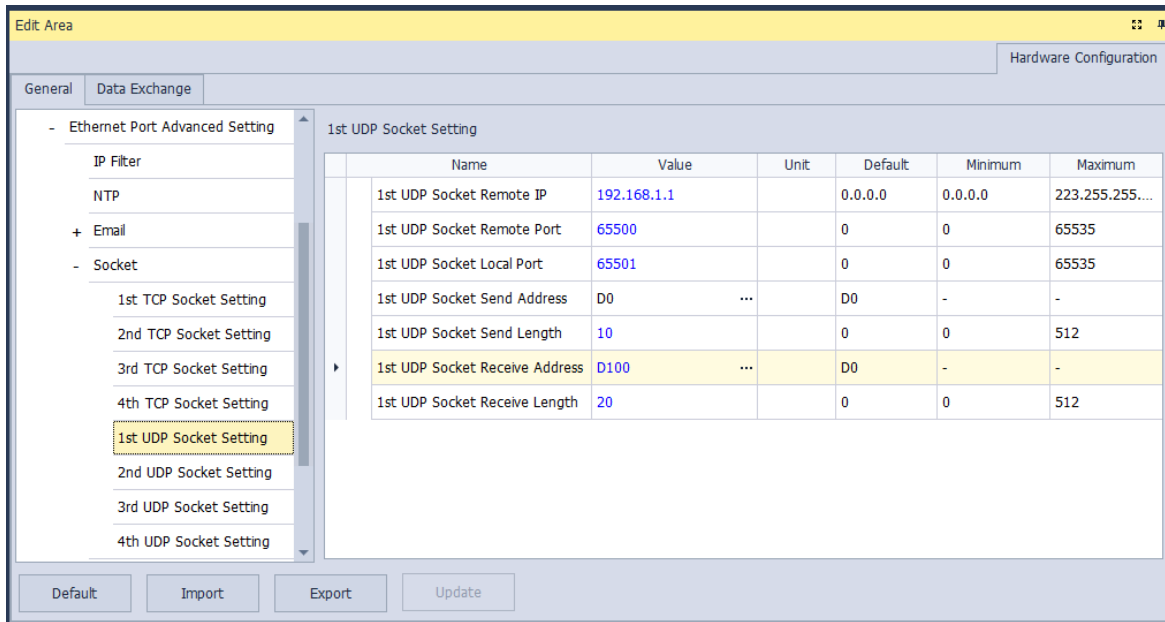 Edit Area
Hardware Configuration
General Data Exchange
- Ethernet Port Advanced Setting
IP Filter
NTP
+ Email
- Socket
1st TCP Socket Setting
2nd TCP Socket Setting
3rd TCP Socket Setting
4th TCP Socket Setting
1st UDP Socket Setting
2nd UDP Socket Setting
3rd UDP Socket Setting
4th UDP Socket Setting
1st UDP Socket Setting
Name Value Unit Default Minimum Maximum
1st UDP Socket Remote IP 192.168.1.1 0.0.0.0 0.0.0.0 223.255.255....
1st UDP Socket Remote Port 65500 0 0 65535
1st UDP Socket Local Port 65501 0 0 65535
1st UDP Socket Send Address D0 ... D0 - -
1st UDP Socket Send Length 10 0 0 512
1st UDP Socket Receive Address D100 ... D0 - -
1st UDP Socket Receive Length 20 0 0 512
Default Import Export Update